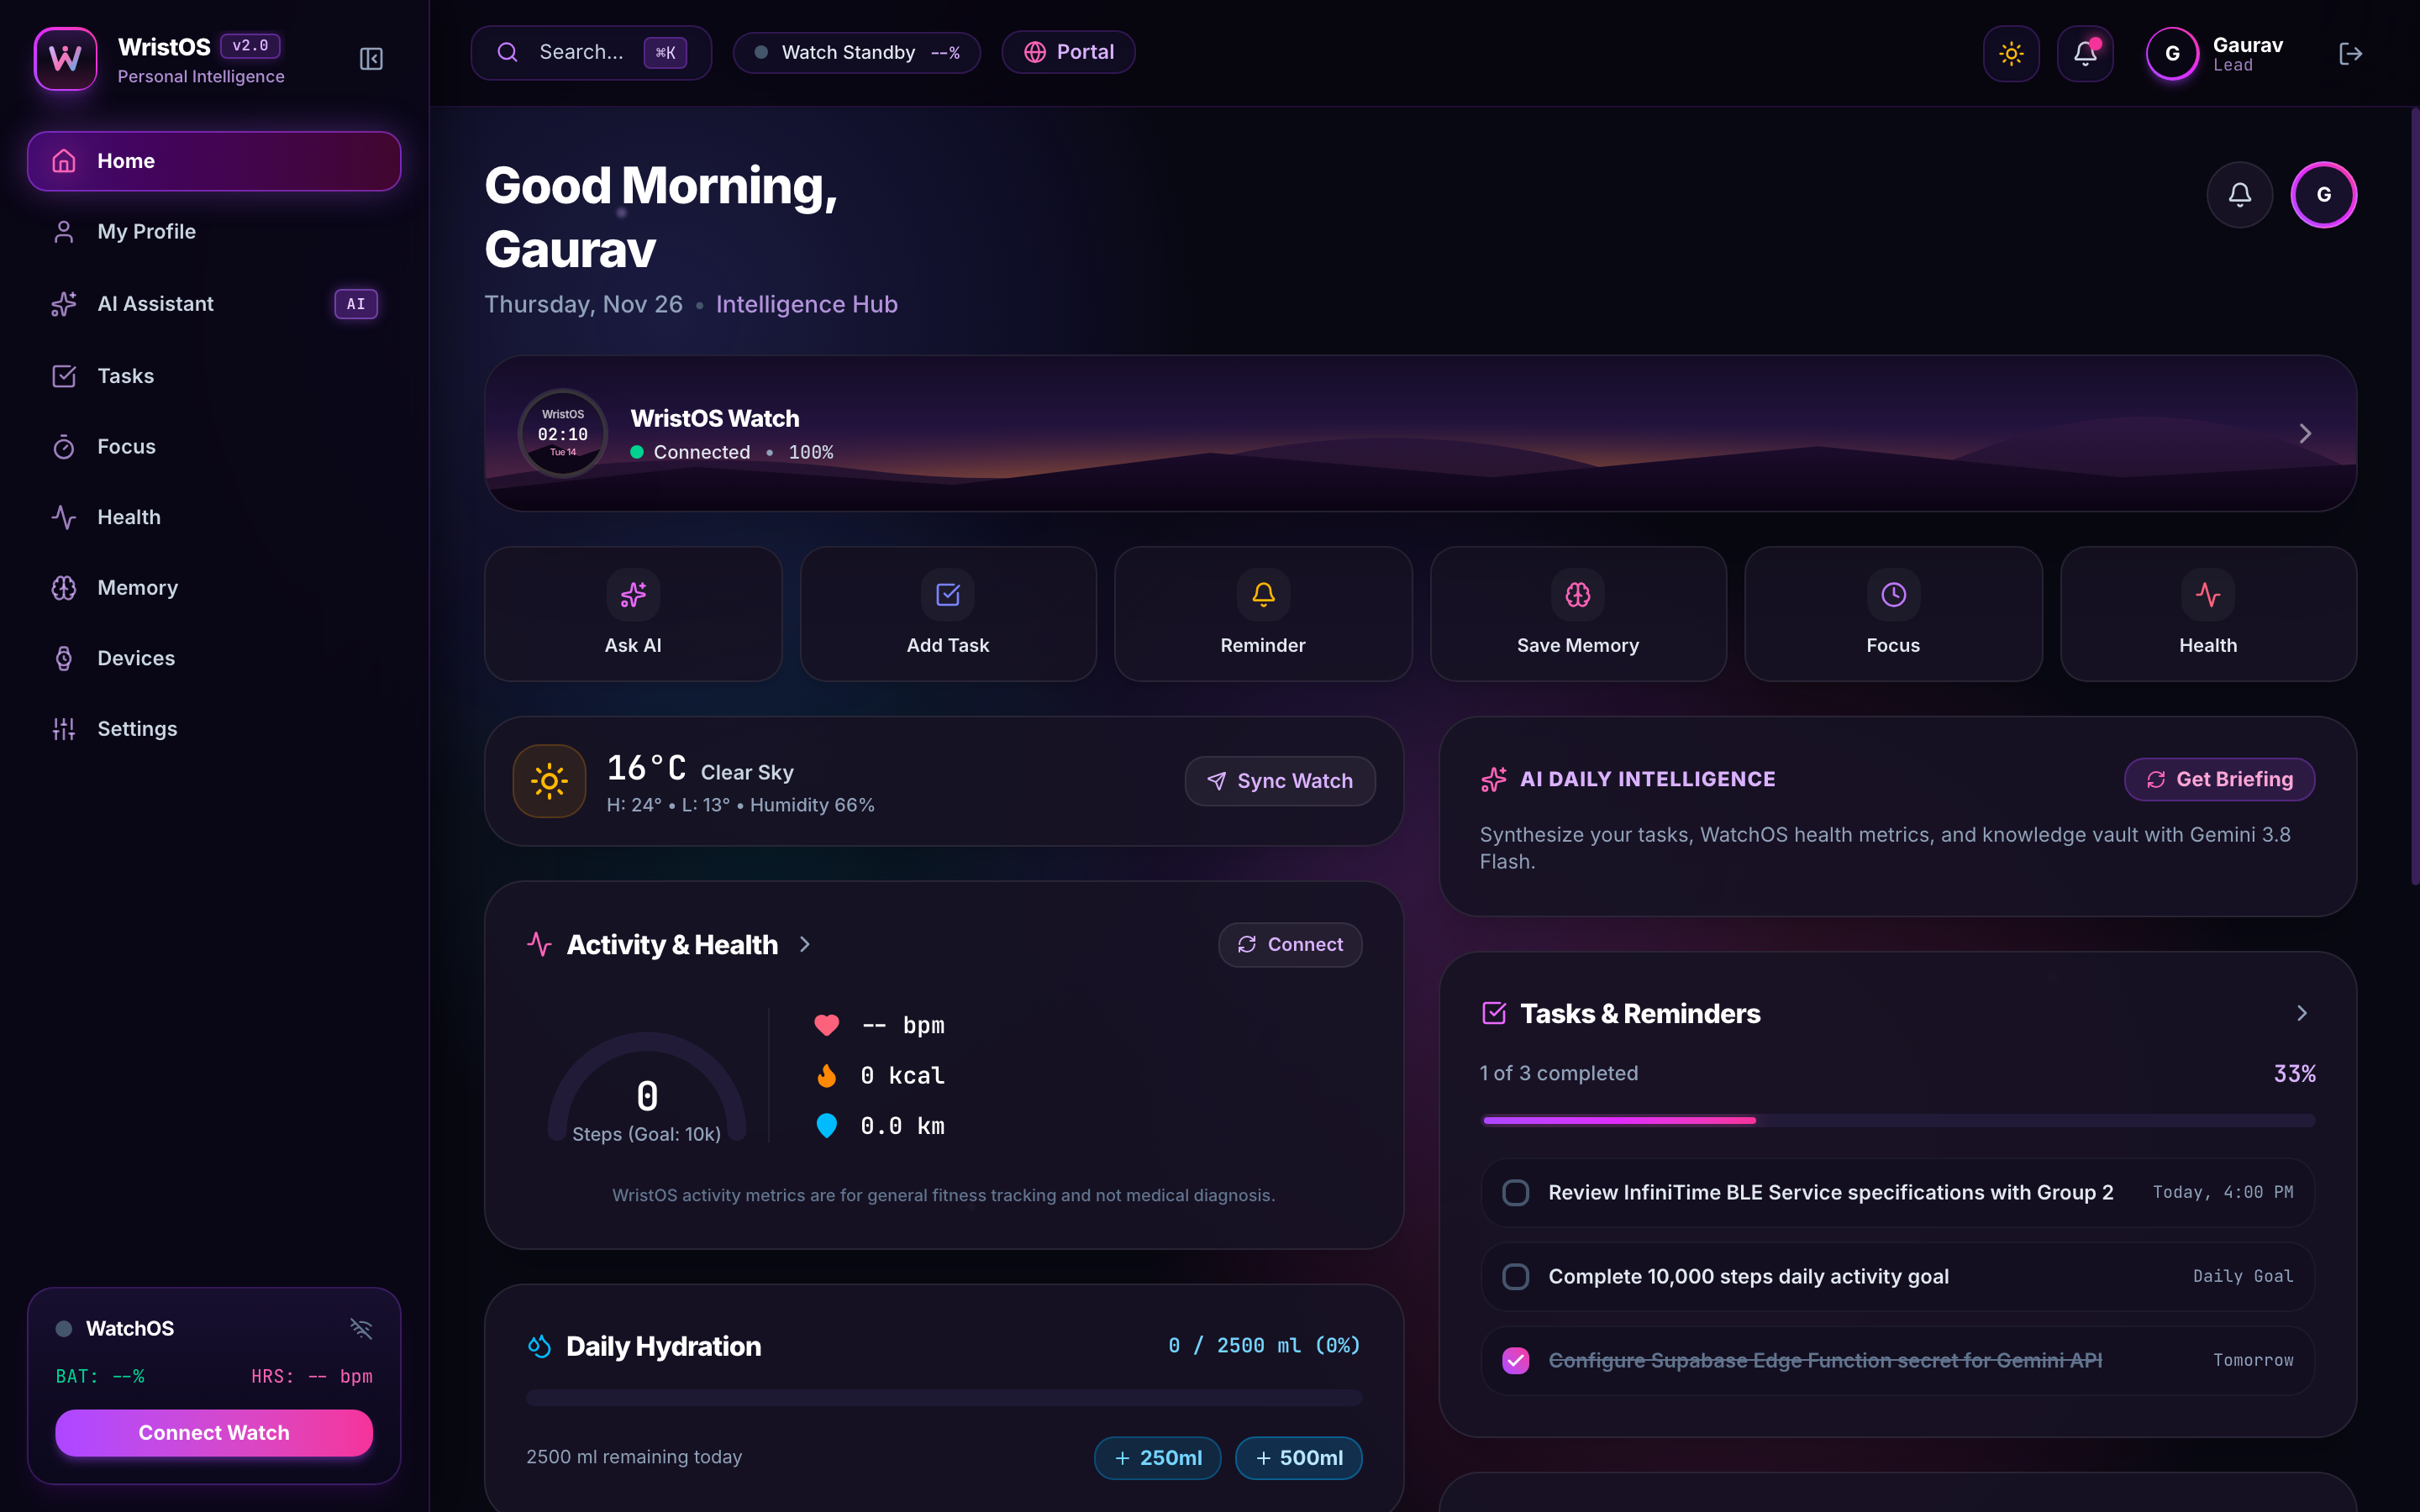 WristOS v2.0
Personal Intelligence
Home
My Profile
AI Assistant AI
Tasks
Focus
Health
Memory
Devices
Settings
WatchOS
BAT: --% HRS: -- bpm
Connect Watch
Search... ⌘K
Watch Standby --%
Portal
G
Gaurav
Lead
Good Morning,
Gaurav
Thursday, Nov 26 • Intelligence Hub
G
WristOS
02:10
Tue 14
WristOS Watch
Connected • 100%
Ask AI
Add Task
Reminder
Save Memory
Focus
Health
16°C Clear Sky
H: 24° • L: 13° • Humidity 66%
Sync Watch
Activity & Health
Connect
0
Steps (Goal: 10k)
-- bpm
0 kcal
0.0 km
WristOS activity metrics are for general fitness tracking and not medical diagnosis.
Daily Hydration
0 / 2500 ml (0%)
2500 ml remaining today
+ 250ml
+ 500ml
AI DAILY INTELLIGENCE
Get Briefing
Synthesize your tasks, WatchOS health metrics, and knowledge vault with Gemini 3.8
Flash.
Tasks & Reminders
1 of 3 completed
33%
Review InfiniTime BLE Service specifications with Group 2 Today, 4:00 PM
Complete 10,000 steps daily activity goal Daily Goal
Configure Supabase Edge Function secret for Gemini API Tomorrow